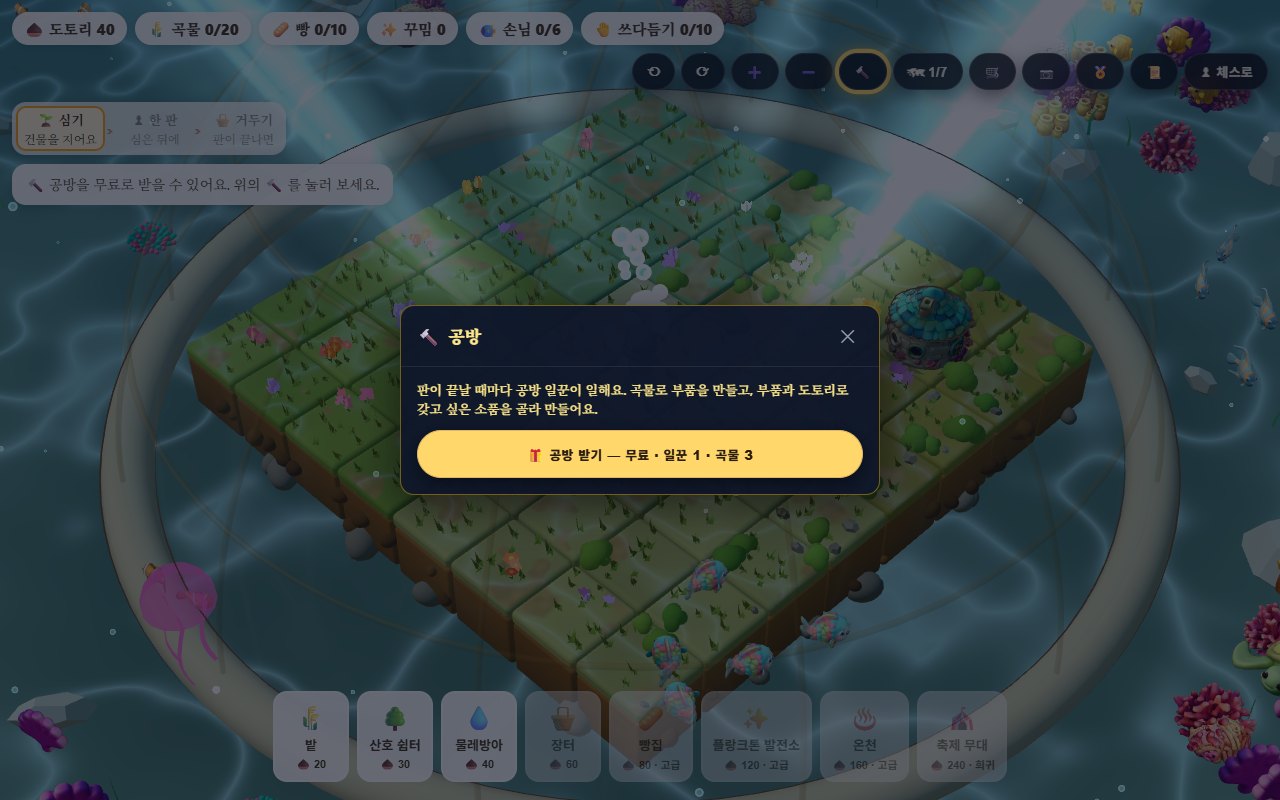 도토리 40
곡물 0/20
빵 0/10
꾸밈 0
손님 0/6
쓰다듬기 0/10
1/7
체스로
심기
건물을 지어요
한 판
심은 뒤에
거두기
판이 끝나면
공방을 무료로 받을 수 있어요. 위의 를 눌러 보세요.
공방
판이 끝날 때마다 공방 일꾼이 일해요. 곡물로 부품을 만들고, 부품과 도토리로
갖고 싶은 소품을 골라 만들어요.
공방 받기 — 무료 · 일꾼 1 · 곡물 3
밭
20
산호 쉼터
30
물레방아
40
장터
60
빵집
80 · 고급
플랑크톤 발전소
120 · 고급
온천
160 · 고급
축제 무대
240 · 희귀